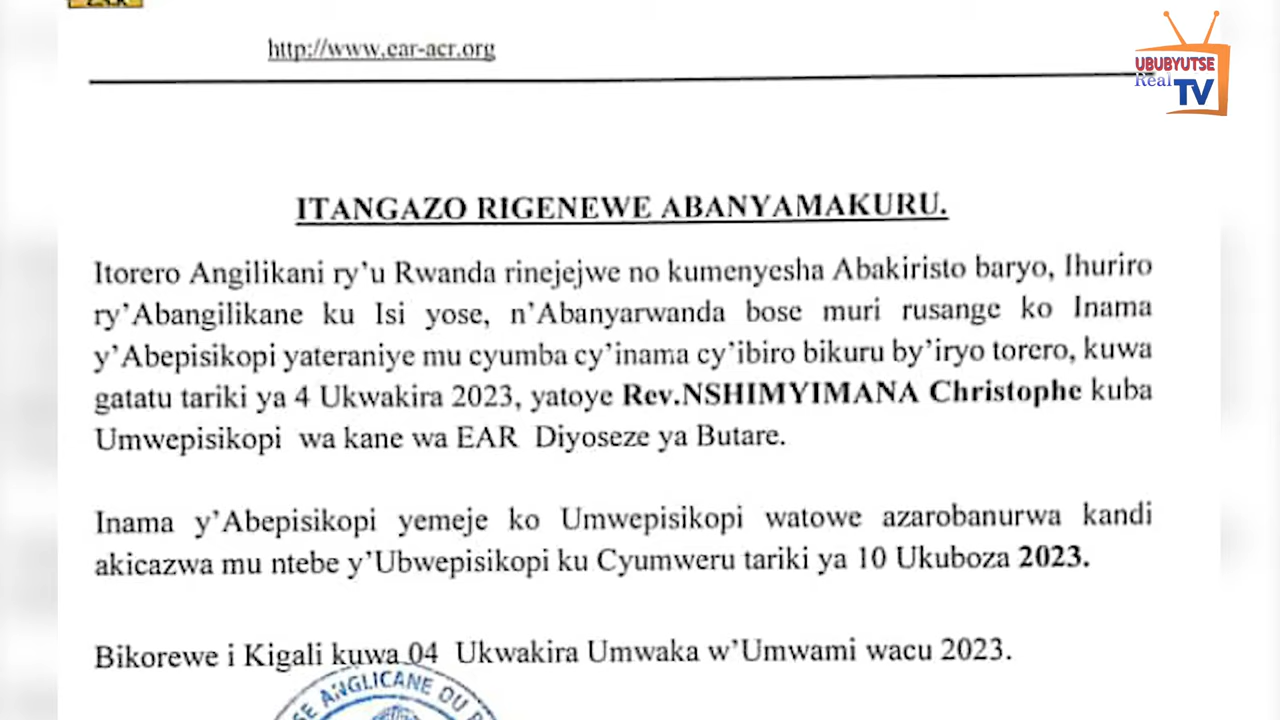 EAR
http://www.ear-acr.org
UBUBYUTSE
Real TV
ITANGAZO RIGENEWE ABANYAMAKURU.
Itorero Angilikani ry’u Rwanda rinejejwe no kumenyesha Abakiristo baryo, Ihuriro
ry’Abangilikane ku Isi yose, n’Abanyarwanda bose muri rusange ko Inama
y’Abepisikopi yateraniye mu cyumba cy’inama cy’ibiro bikuru by’iryo torero, kuwa
gatatu tariki ya 4 Ukwakira 2023, yatoye Rev.NSHIMYIMANA Christophe kuba
Umwepisikopi wa kane wa EAR Diyoseze ya Butare.
Inama y’Abepisikopi yemeje ko Umwepisikopi watowe azarobanurwa kandi
akicazwa mu ntebe y’Ubwepisikopi ku Cyumweru tariki ya 10 Ukuboza 2023.
Bikorewe i Kigali kuwa 04 Ukwakira Umwaka w’Umwami wacu 2023.
ANGLICANE DU